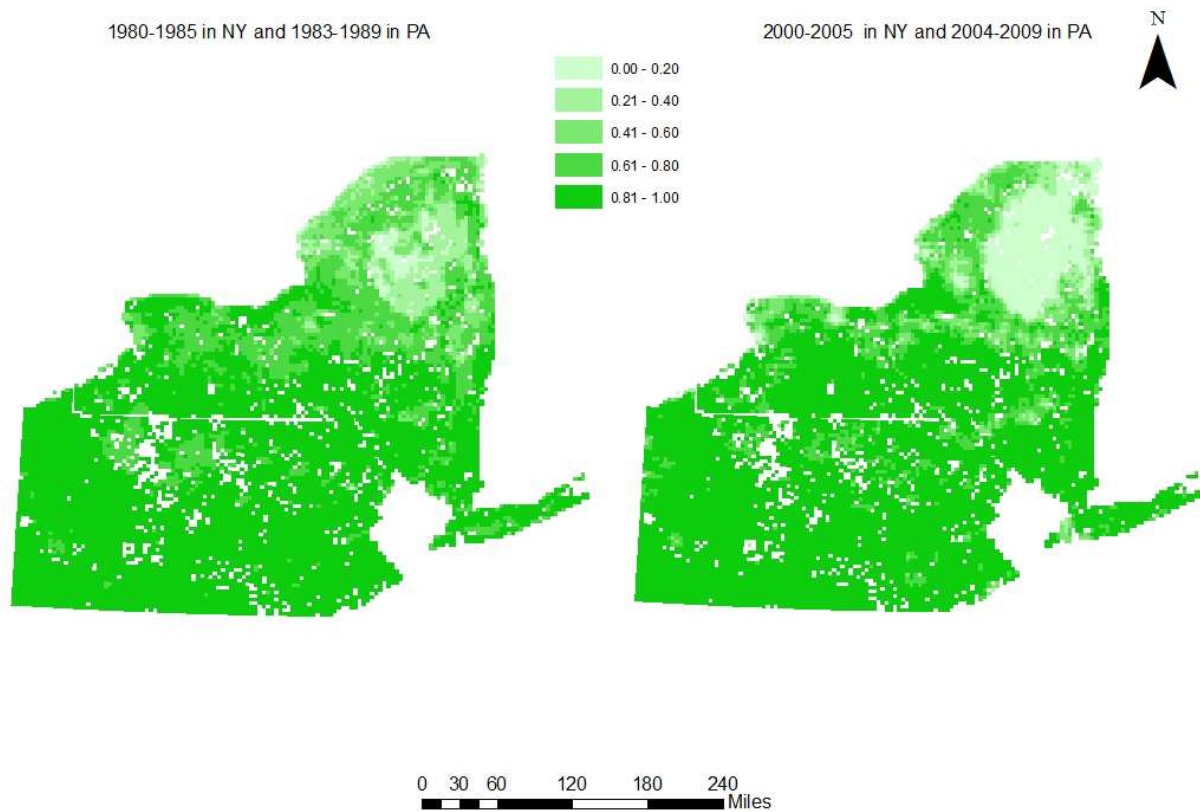 1980-1985 in NY and 1983-1989 in PA
2000-2005 in NY and 2004-2009 in PA
N
0.00 - 0.20
0.21 - 0.40
0.41 - 0.60
0.61 - 0.80
0.81 - 1.00
0 30 60 120 180 240
Miles